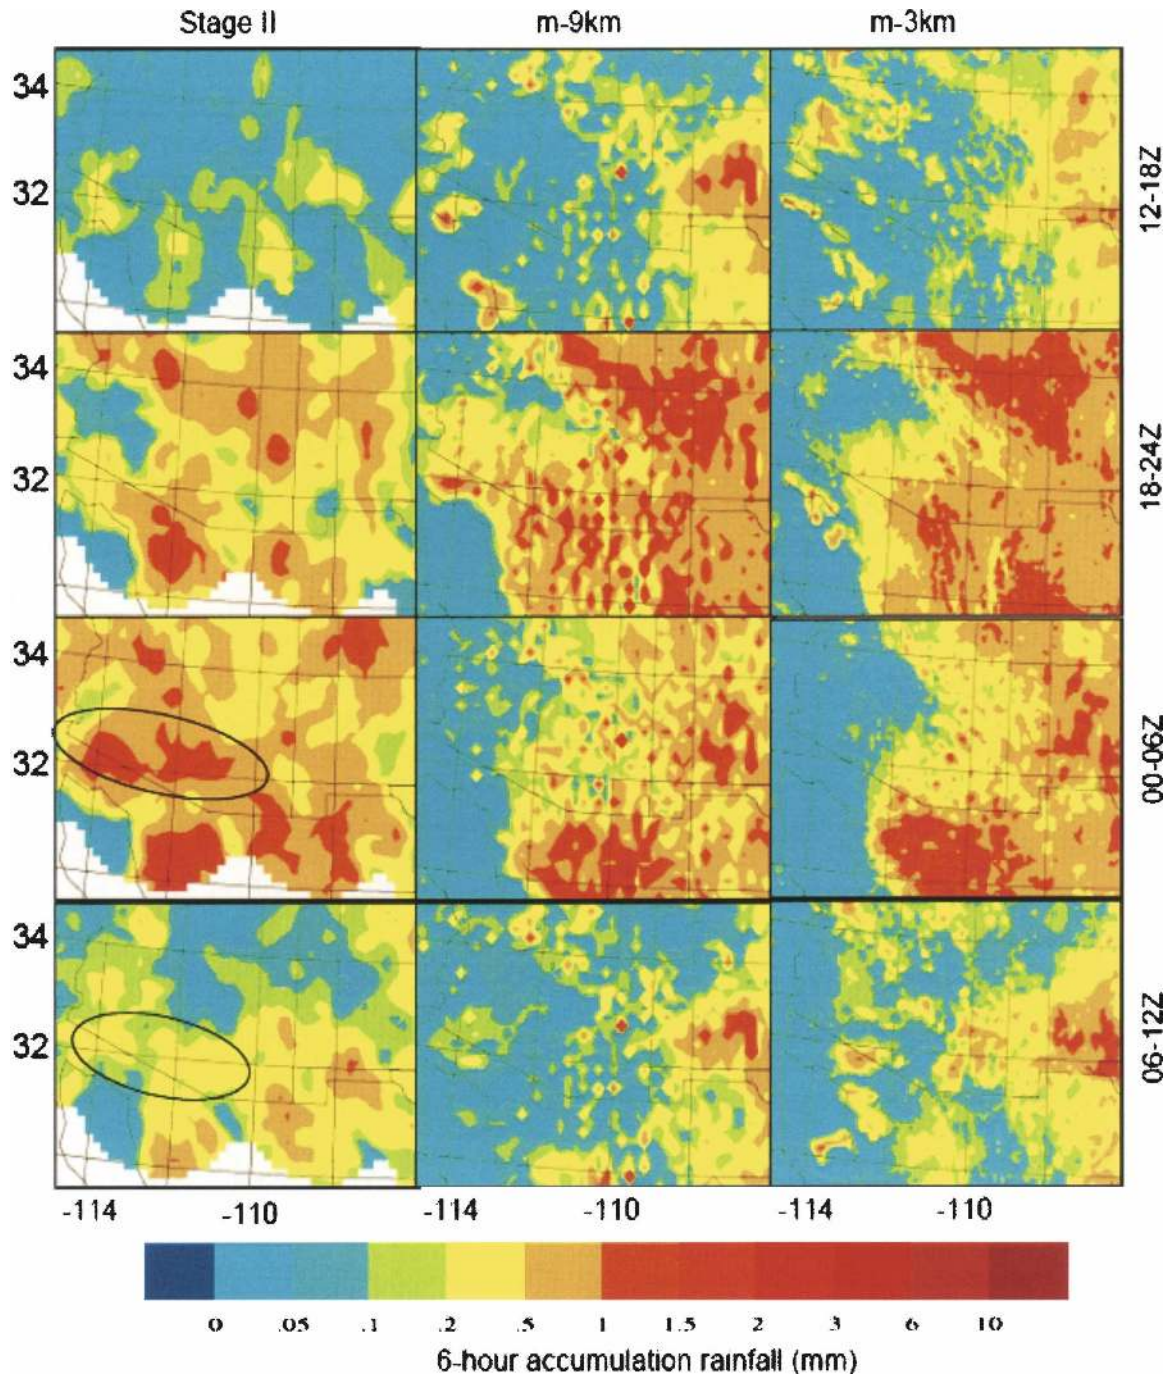 Stage II m-9km m-3km
34
32
12-18Z
34
32
18-24Z
34
32
00-06Z
34
32
06-12Z
-114 -110 -114 -110 -114 -110
0 .05 .1 .2 .5 1 1.5 2 3 6 10
6-hour accumulation rainfall (mm)